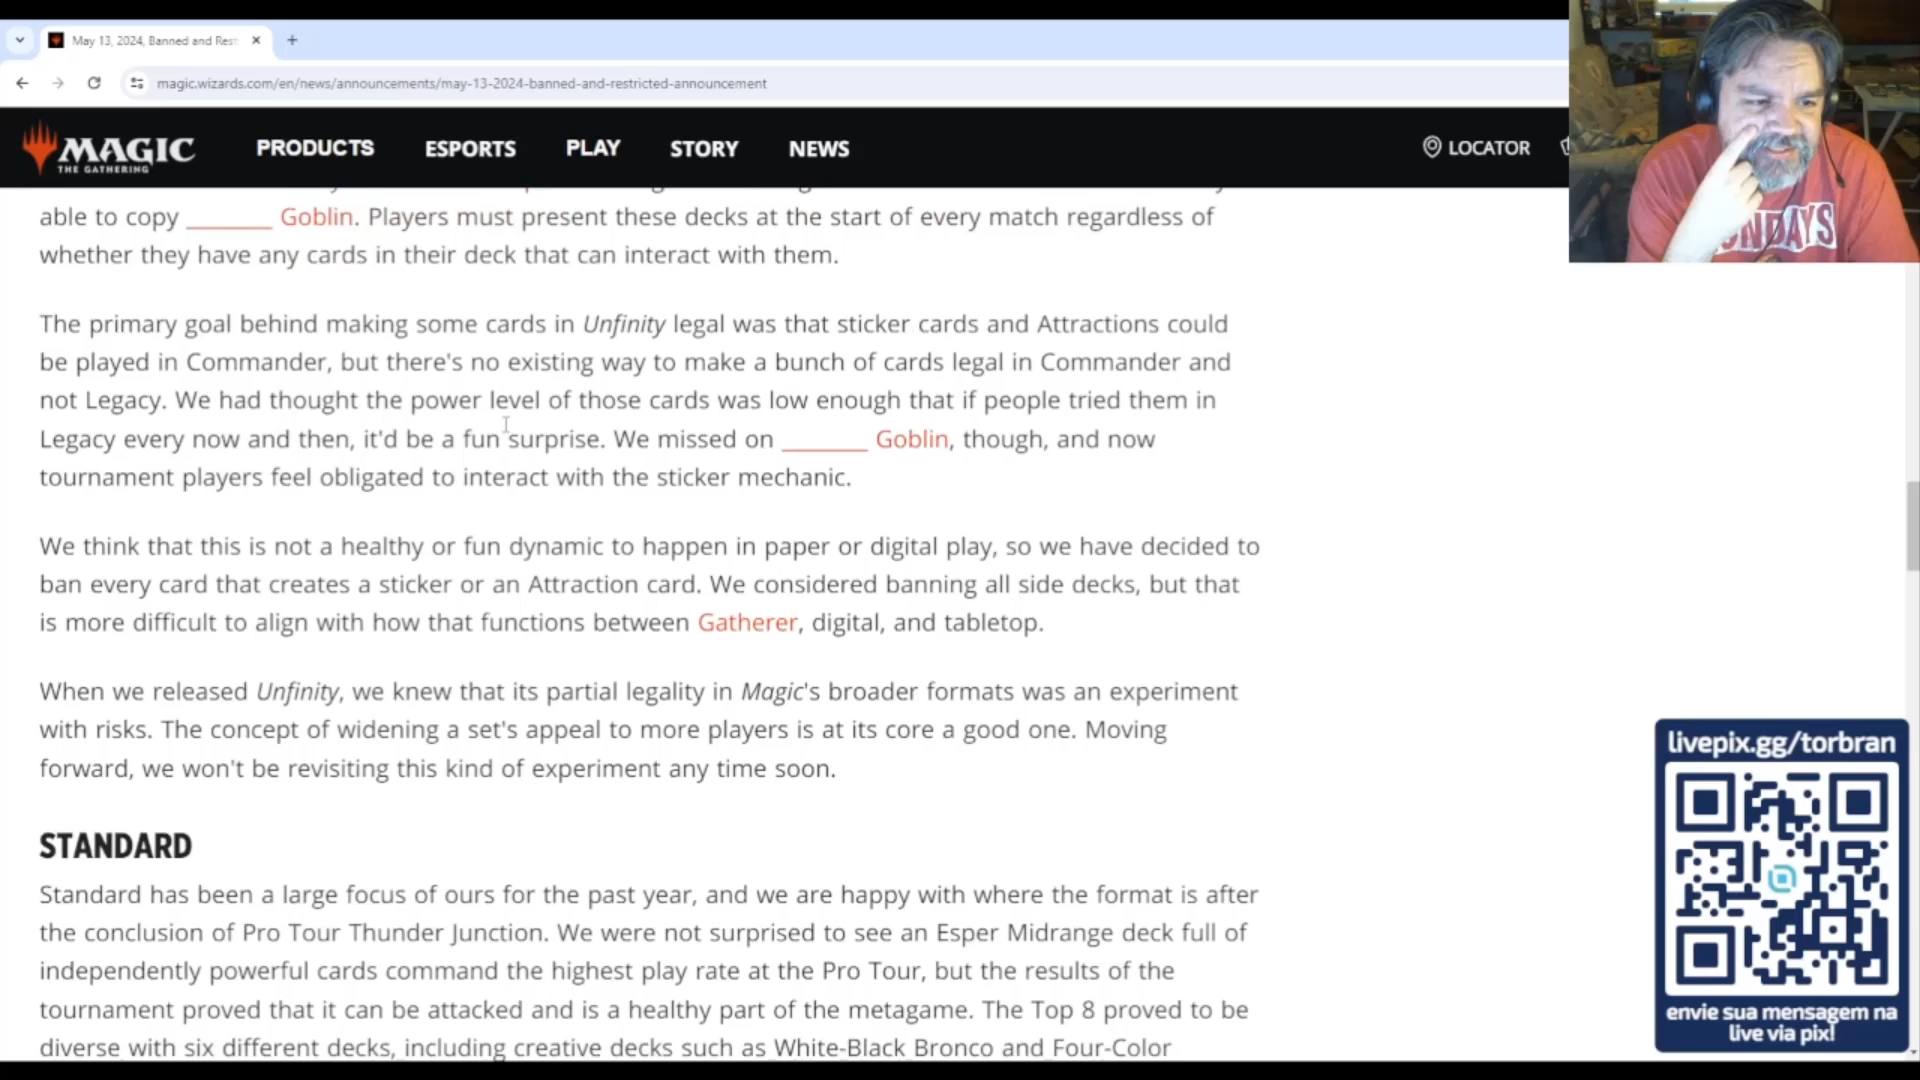 May 13, 2024, Banned and Rest
magic.wizards.com/en/news/announcements/may-13-2024-banned-and-restricted-announcement
MAGIC
THE GATHERING
PRODUCTS ESPORTS PLAY STORY NEWS
LOCATOR
able to copy _______ Goblin. Players must present these decks at the start of every match regardless of
whether they have any cards in their deck that can interact with them.
The primary goal behind making some cards in Unfinity legal was that sticker cards and Attractions could
be played in Commander, but there's no existing way to make a bunch of cards legal in Commander and
not Legacy. We had thought the power level of those cards was low enough that if people tried them in
Legacy every now and then, it'd be a fun surprise. We missed on _______ Goblin, though, and now
tournament players feel obligated to interact with the sticker mechanic.
We think that this is not a healthy or fun dynamic to happen in paper or digital play, so we have decided to
ban every card that creates a sticker or an Attraction card. We considered banning all side decks, but that
is more difficult to align with how that functions between Gatherer, digital, and tabletop.
When we released Unfinity, we knew that its partial legality in Magic's broader formats was an experiment
with risks. The concept of widening a set's appeal to more players is at its core a good one. Moving
forward, we won't be revisiting this kind of experiment any time soon.
STANDARD
Standard has been a large focus of ours for the past year, and we are happy with where the format is after
the conclusion of Pro Tour Thunder Junction. We were not surprised to see an Esper Midrange deck full of
independently powerful cards command the highest play rate at the Pro Tour, but the results of the
tournament proved that it can be attacked and is a healthy part of the metagame. The Top 8 proved to be
diverse with six different decks, including creative decks such as White-Black Bronco and Four-Color
livepix.gg/torbran
envie sua mensagem na
live via pix!